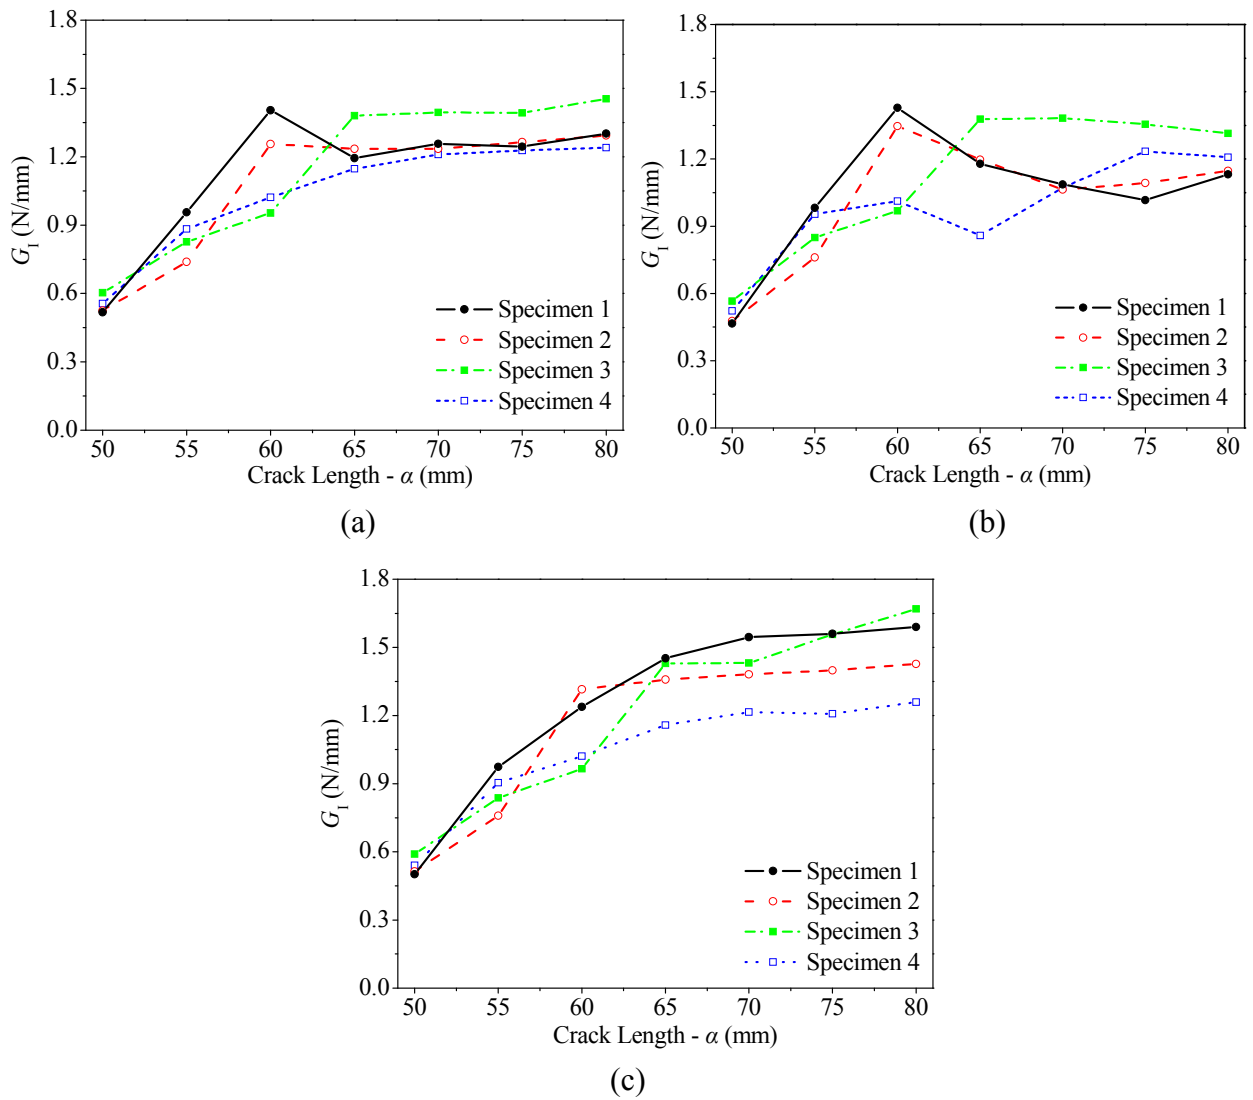 1.8
1.5
1.2
0.9
0.6
0.3
0.0
G_I (N/mm)
Specimen 1
Specimen 2
Specimen 3
Specimen 4
50 55 60 65 70 75 80
Crack Length - α (mm)
(a)
1.8
1.5
1.2
0.9
0.6
0.3
0.0
G_I (N/mm)
Specimen 1
Specimen 2
Specimen 3
Specimen 4
50 55 60 65 70 75 80
Crack Length - α (mm)
(b)
1.8
1.5
1.2
0.9
0.6
0.3
0.0
G_I (N/mm)
Specimen 1
Specimen 2
Specimen 3
Specimen 4
50 55 60 65 70 75 80
Crack Length - α (mm)
(c)